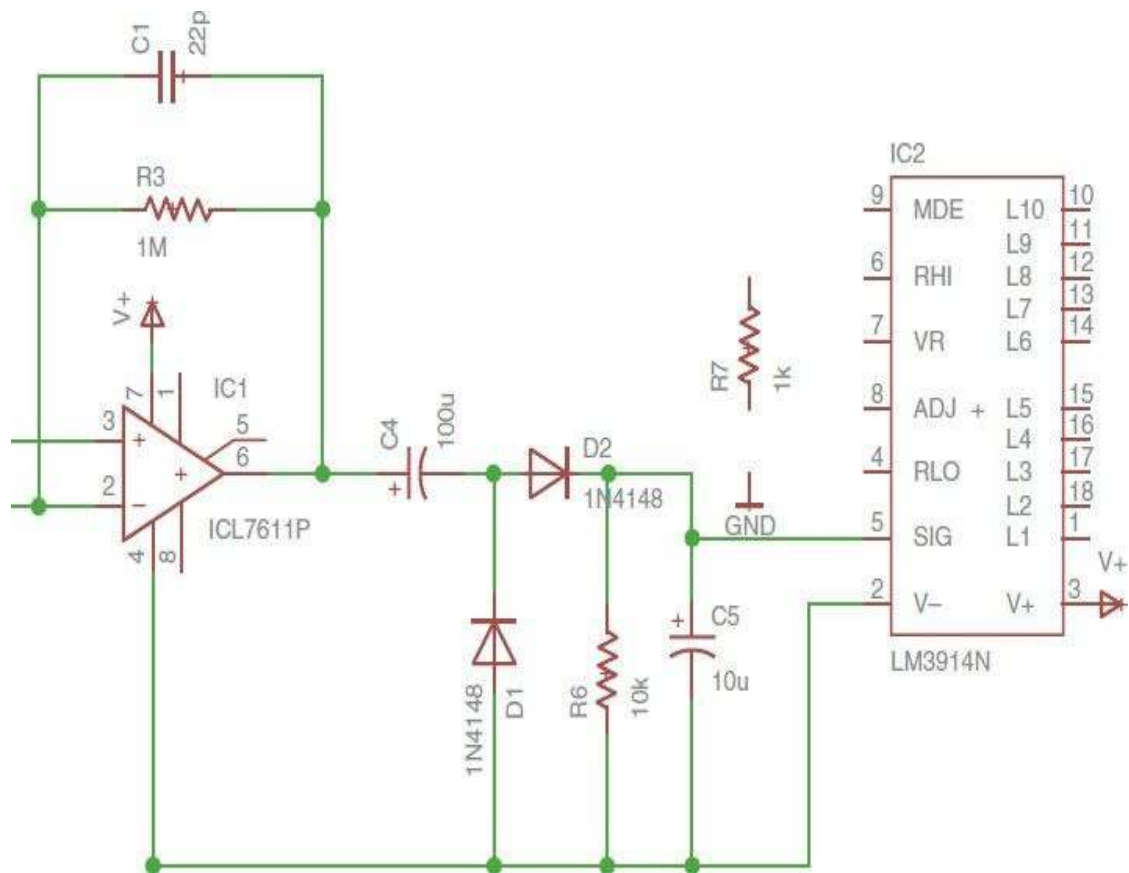 C1
22p
R3
1M
V+
7
1
IC1
5
3
+
6
+
2
−
4
8
ICL7611P
C4
100u
+
D2
1N4148
1N4148
D1
R6
10k
+
C5
10u
R7
1k
GND
IC2
9 MDE L10 10
L9 11
6 RHI L8 12
L7 13
7 VR L6 14
8 ADJ + L5 15
L4 16
4 RLO L3 17
L2 18
5 SIG L1 1
2 V− V+ 3
V+
LM3914N